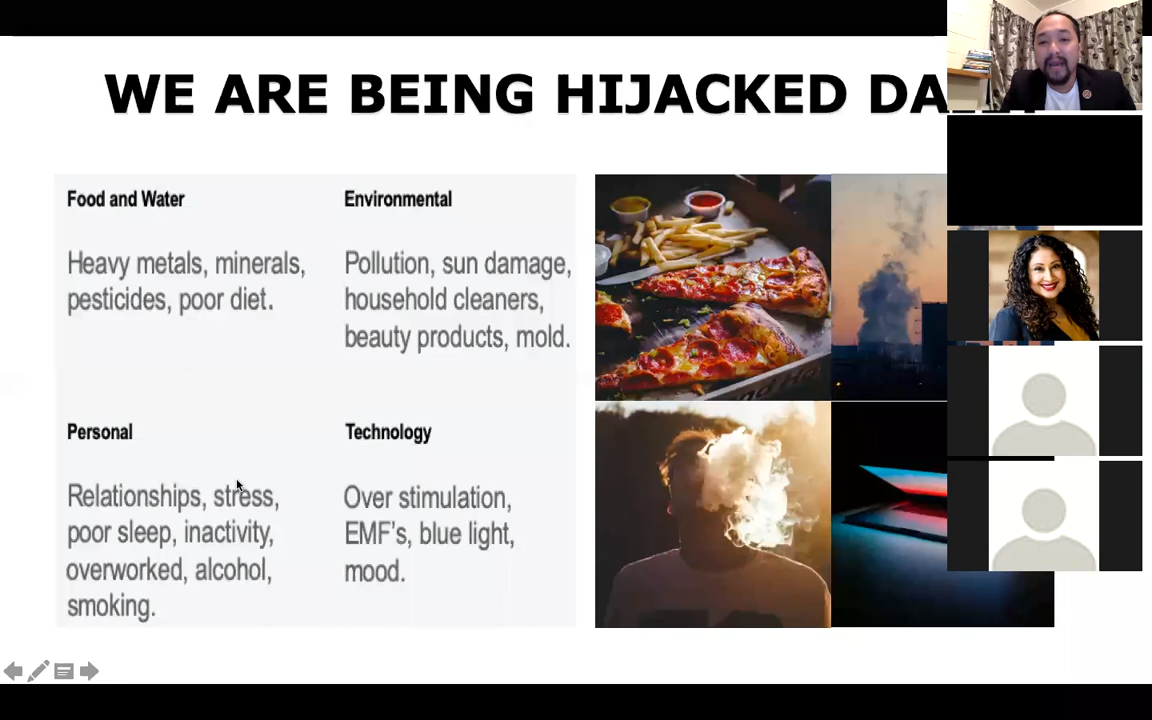 WE ARE BEING HIJACKED
Food and Water
Heavy metals, minerals,
pesticides, poor diet.
Environmental
Pollution, sun damage,
household cleaners,
beauty products, mold.
Personal
Relationships, stress,
poor sleep, inactivity,
overworked, alcohol,
smoking.
Technology
Over stimulation,
EMF's, blue light,
mood.